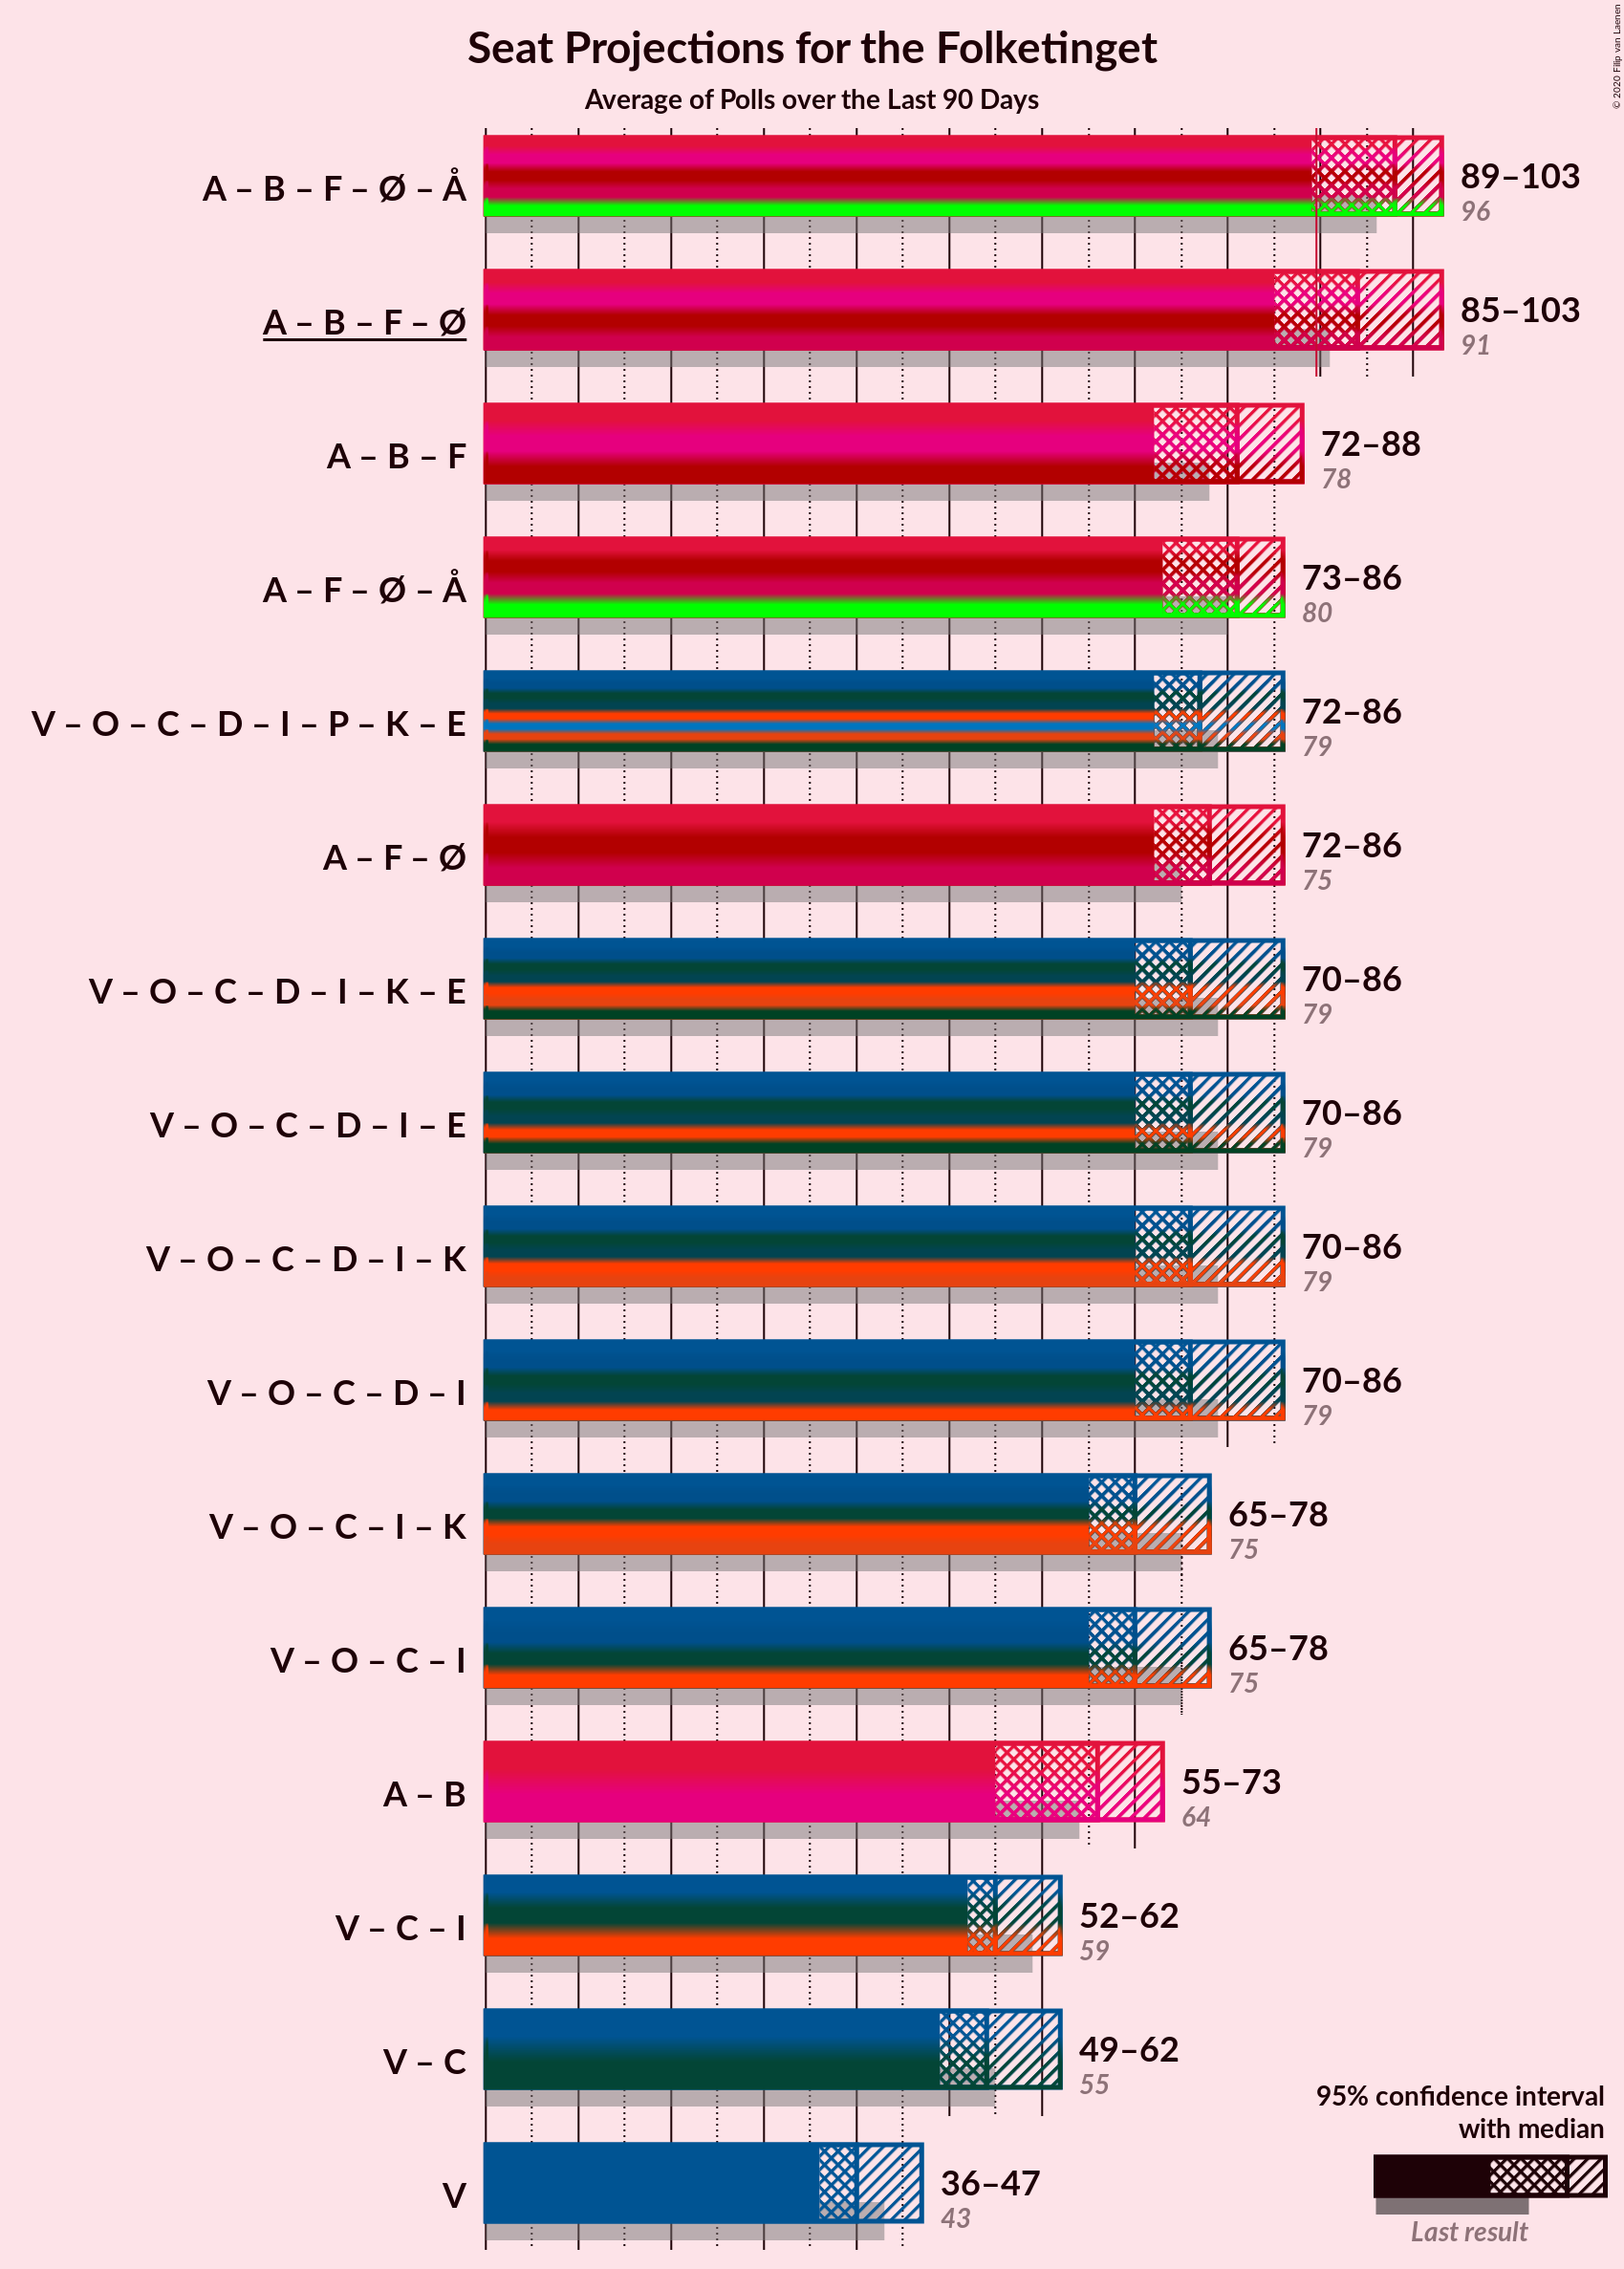 Seat Projections for the Folketinget
Average of Polls over the Last 90 Days
© 2020 Filip van Laenen
A – B – F – Ø – Å
89–103
96
A – B – F – Ø
85–103
91
A – B – F
72–88
78
A – F – Ø – Å
73–86
80
V – O – C – D – I – P – K – E
72–86
79
A – F – Ø
72–86
75
V – O – C – D – I – K – E
70–86
79
V – O – C – D – I – E
70–86
79
V – O – C – D – I – K
70–86
79
V – O – C – D – I
70–86
79
V – O – C – I – K
65–78
75
V – O – C – I
65–78
75
A – B
55–73
64
V – C – I
52–62
59
V – C
49–62
55
V
36–47
43
95% confidence interval
with median
Last result